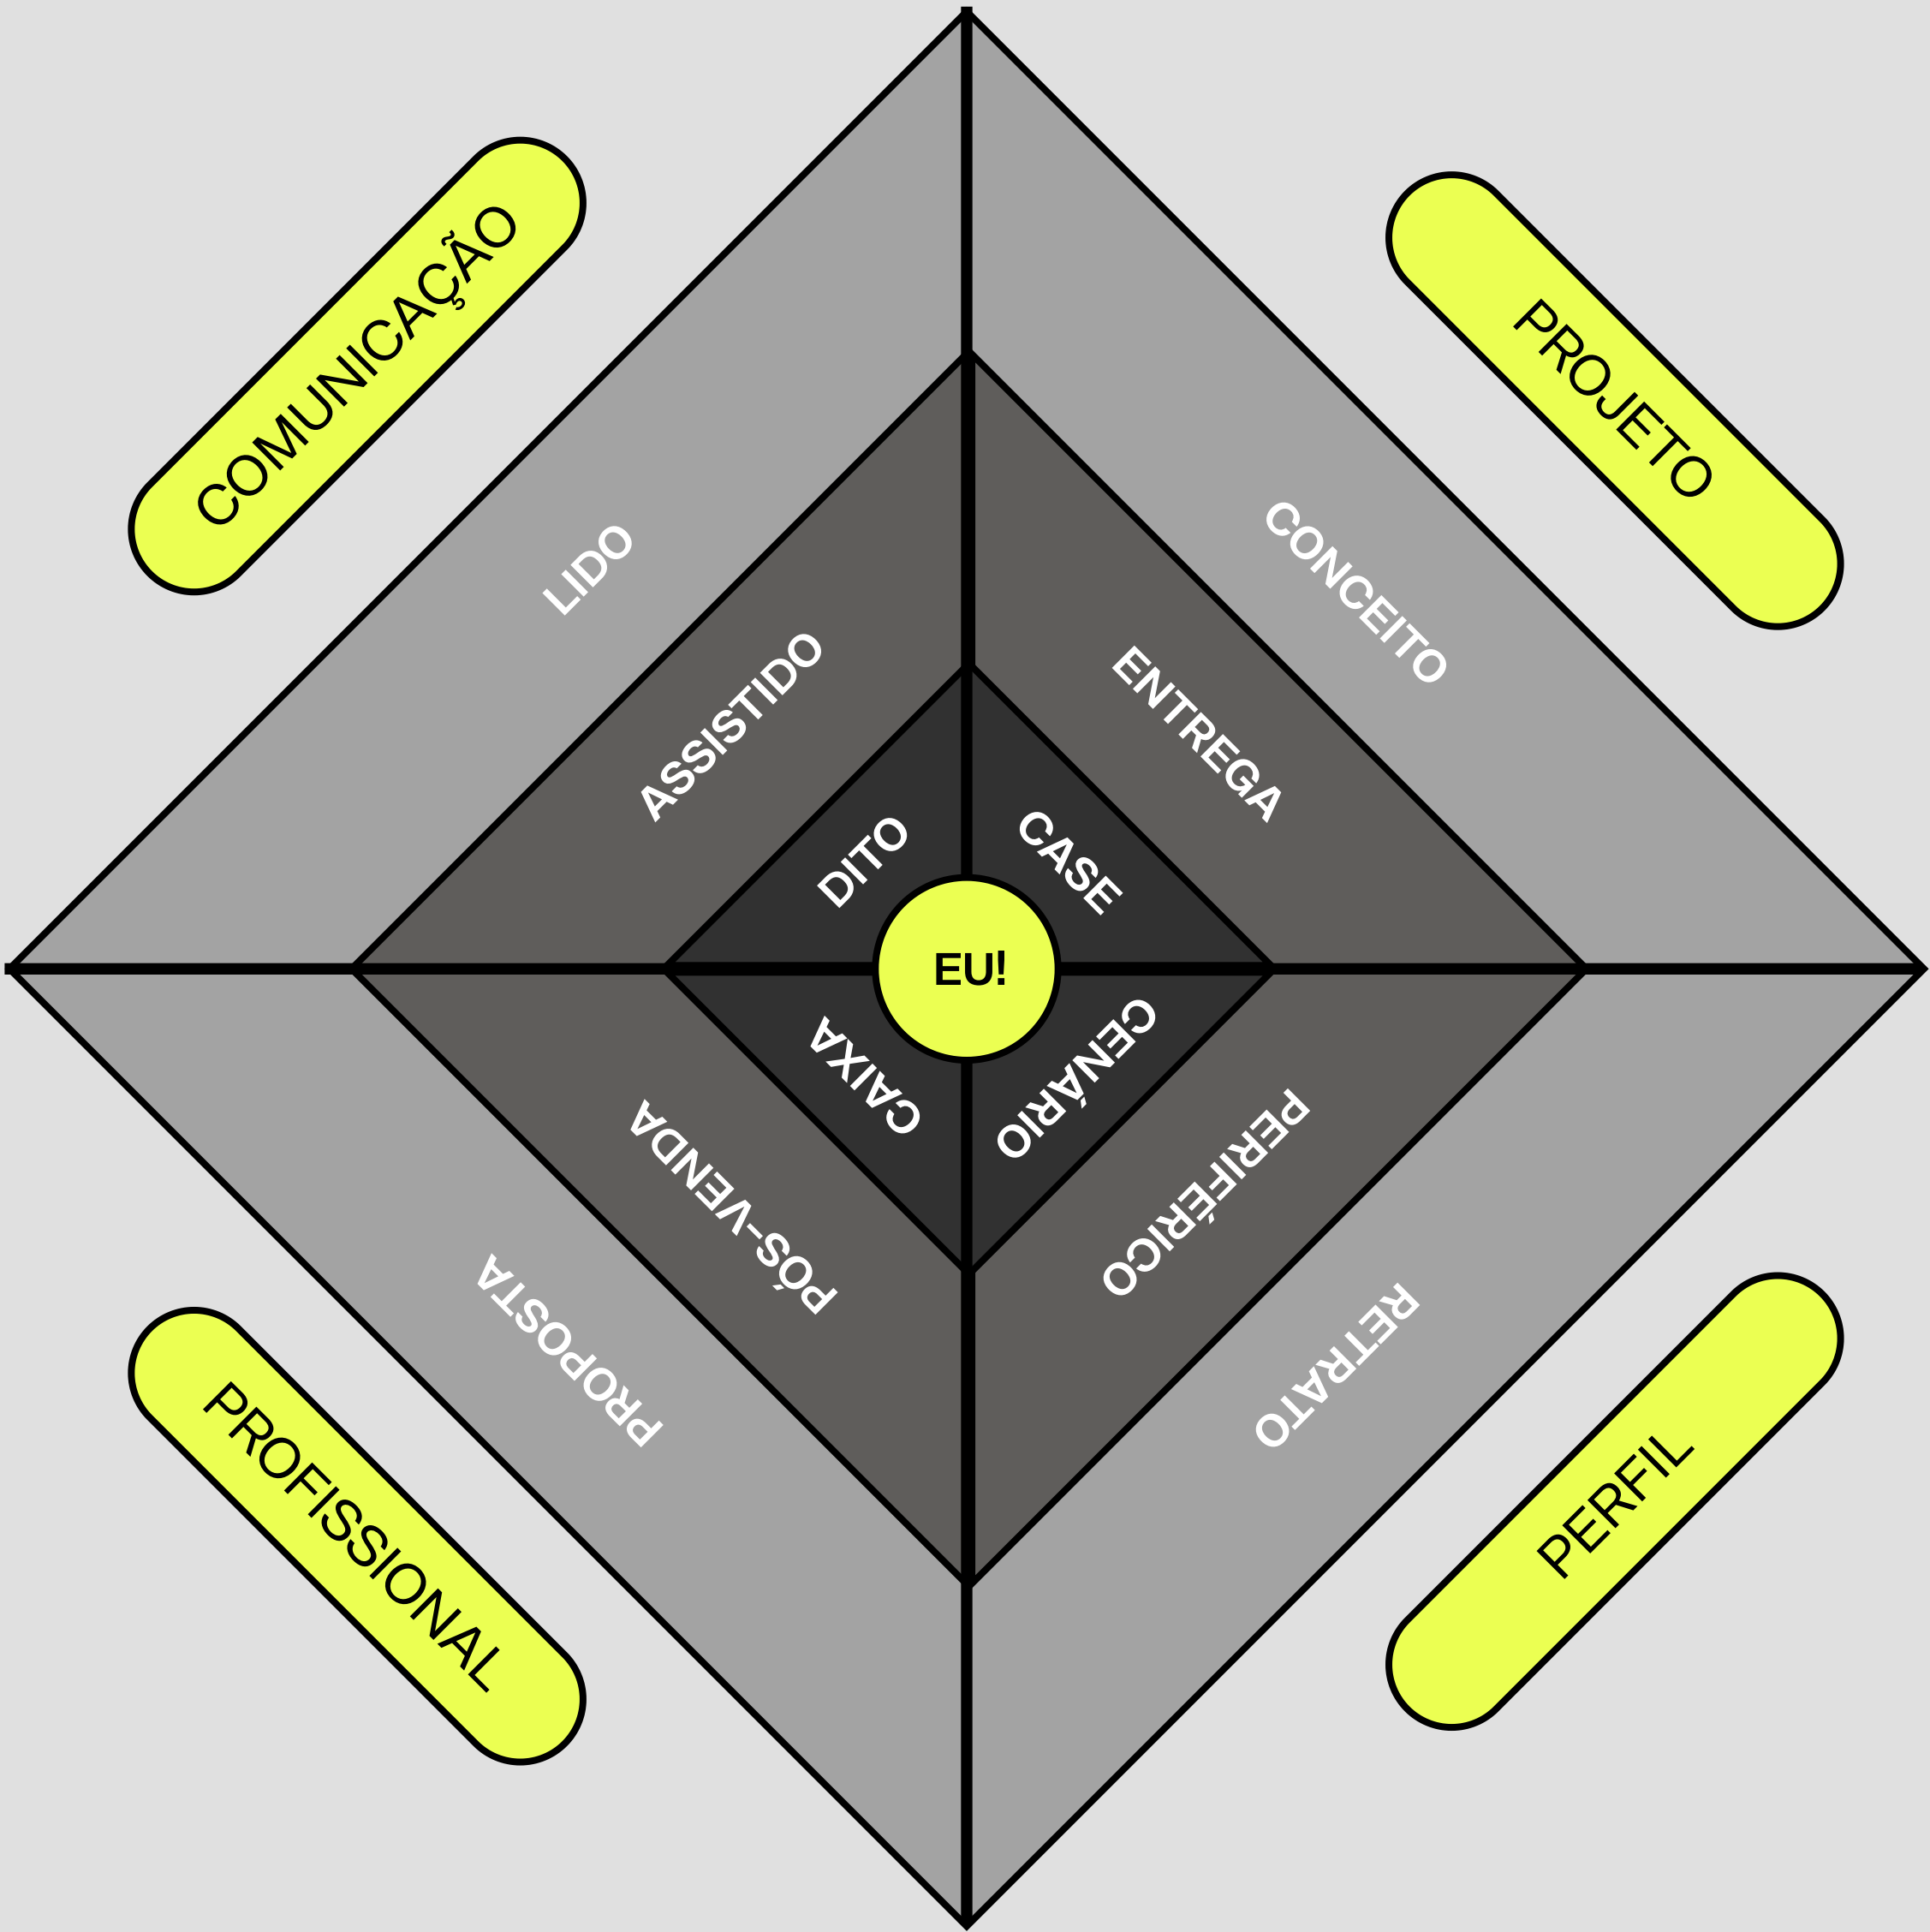 COMUNICAÇÃO
PROJETO
LIDO
CONCEITO
ASSISTIDO
ENTREGA
DITO
CASE
EU!
CAIXA
CENÁRIO
PÓS-VENDA
PERIFÉRICO
PROPOSTA
RETRATO
PROFISSIONAL
PERFIL